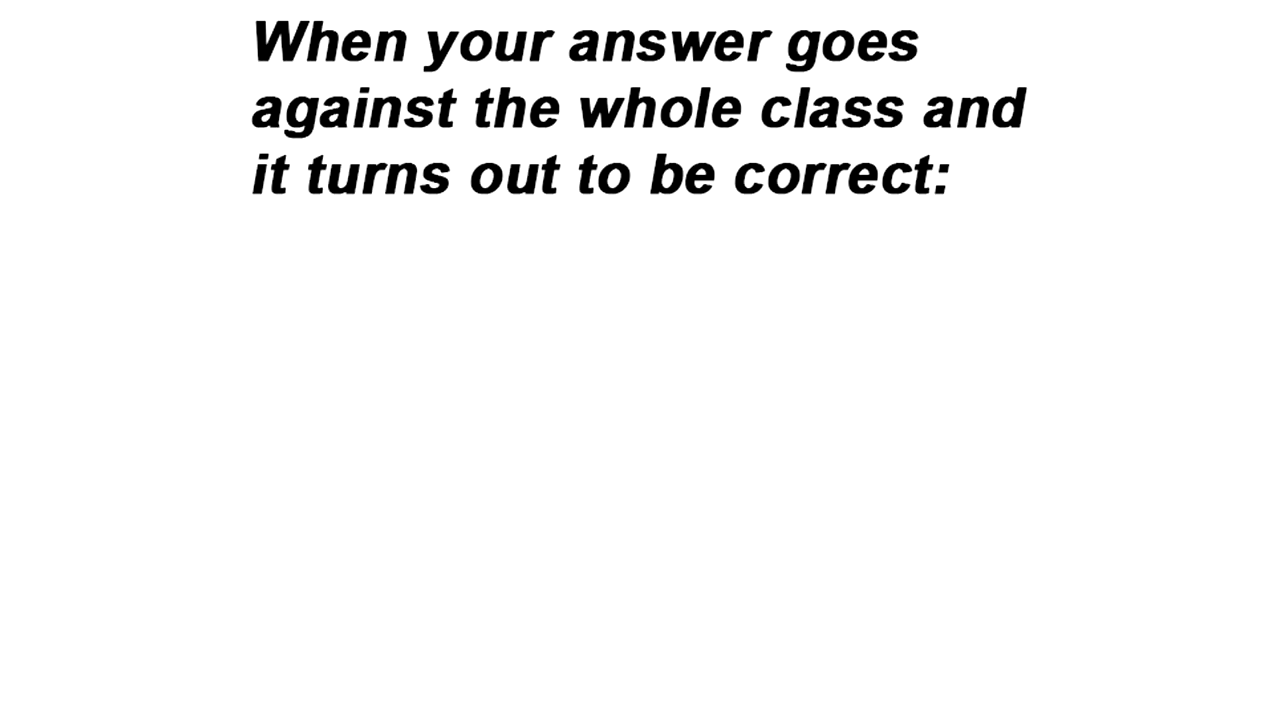 When your answer goes
against the whole class and
it turns out to be correct: